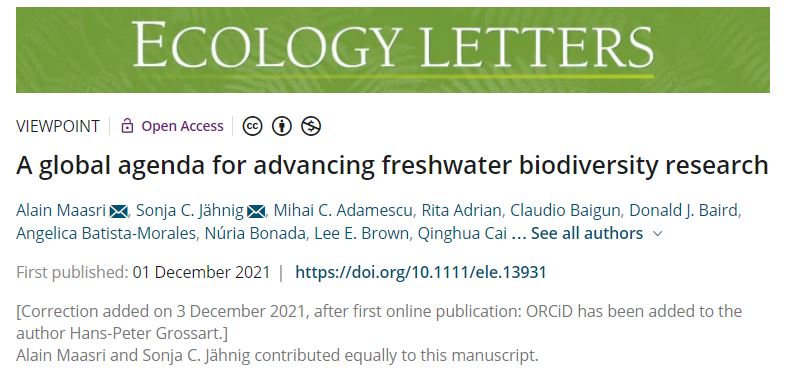 ECOLOGY LETTERS
VIEWPOINT Open Access cc
A global agenda for advancing freshwater biodiversity research
Alain Maasri, Sonja C. Jähnig, Mihai C. Adamescu, Rita Adrian, Claudio Baigun, Donald J. Baird,
Angelica Batista-Morales, Núria Bonada, Lee E. Brown, Qinghua Cai ... See all authors
First published: 01 December 2021 | https://doi.org/10.1111/ele.13931
[Correction added on 3 December 2021, after first online publication: ORCiD has been added to the
author Hans-Peter Grossart.]
Alain Maasri and Sonja C. Jähnig contributed equally to this manuscript.